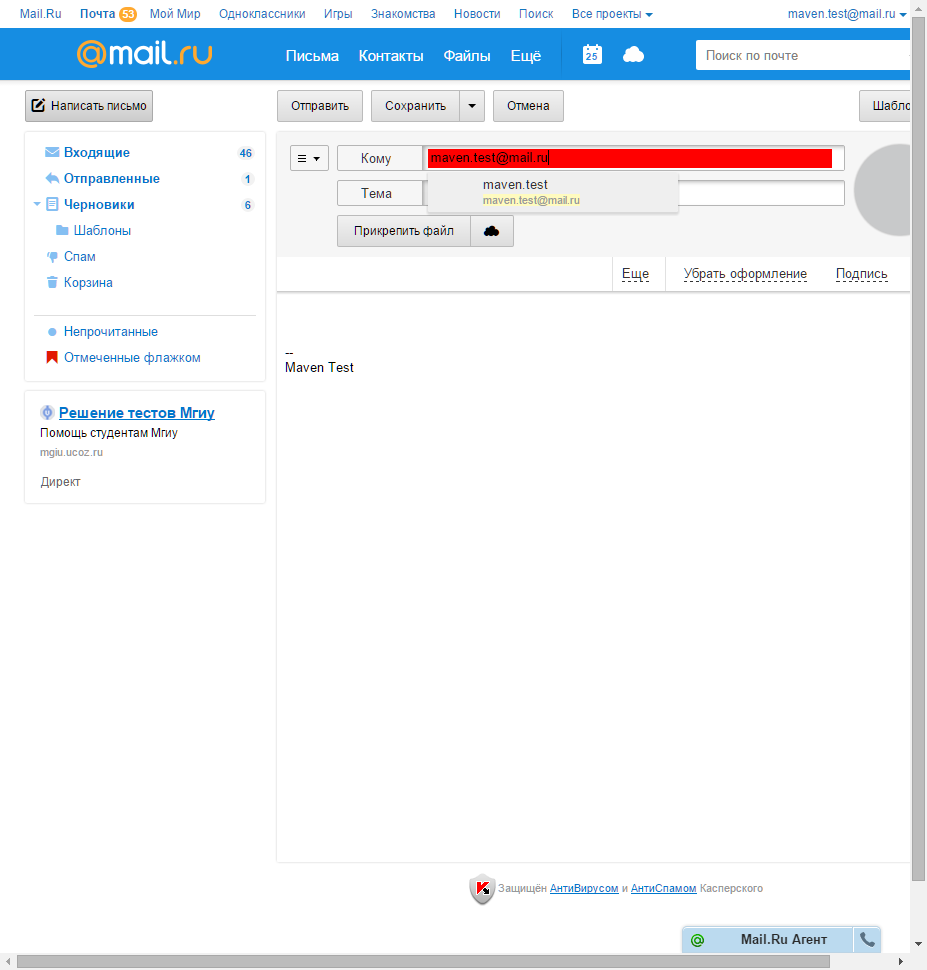 Mail.Ru Почта 53 Мой Мир Одноклассники Игры Знакомства Новости Поиск Все проекты maven.test@mail.ru
@mail.ru Письма Контакты Файлы Ещё 25 Поиск по почте
Написать письмо Отправить Сохранить Отмена Шабло
Входящие 46
Отправленные 1
Черновики 6
Шаблоны
Спам
Корзина
Непрочитанные
Отмеченные флажком
Решение тестов Мгиу
Помощь студентам Мгиу
mgiu.ucoz.ru
Директ
Кому maven.test@mail.ru
maven.test
maven.test@mail.ru
Тема
Прикрепить файл
Еще Убрать оформление Подпись
--
Maven Test
Защищён АнтиВирусом и АнтиСпамом Касперского
@ Mail.Ru Агент